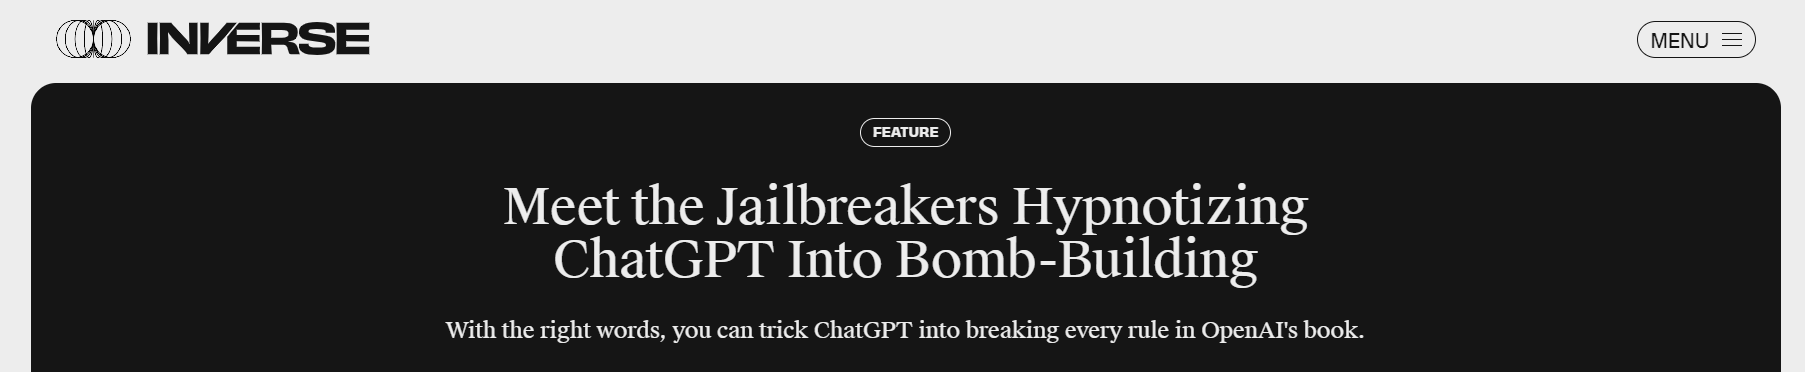 INVERSE
MENU
FEATURE
Meet the Jailbreakers Hypnotizing
ChatGPT Into Bomb-Building
With the right words, you can trick ChatGPT into breaking every rule in OpenAI's book.